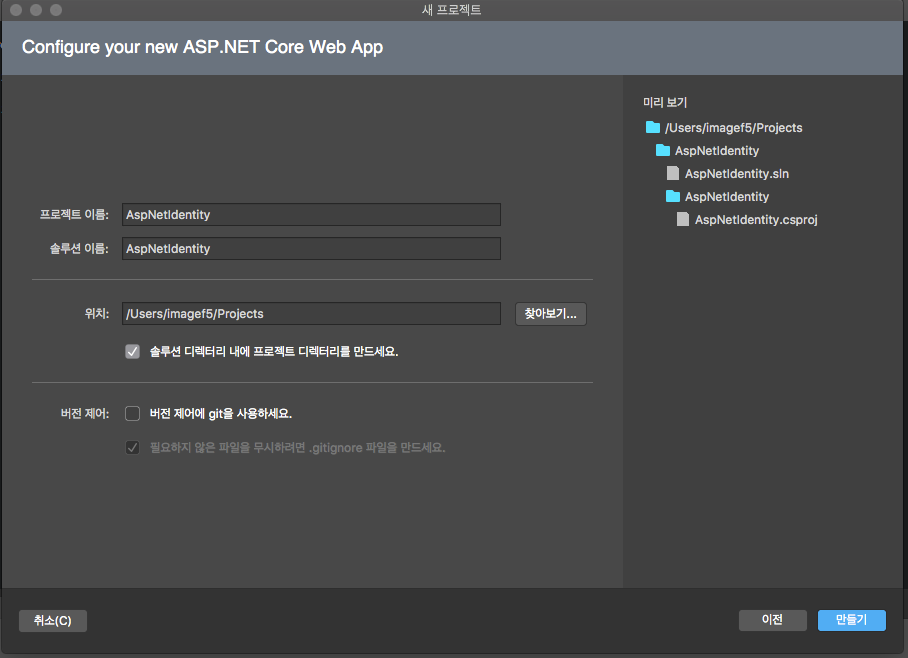 새 프로젝트
Configure your new ASP.NET Core Web App
프로젝트 이름: AspNetIdentity
솔루션 이름: AspNetIdentity
위치: /Users/imagef5/Projects 찾아보기...
솔루션 디렉터리 내에 프로젝트 디렉터리를 만드세요.
버전 제어: 버전 제어에 git을 사용하세요.
필요하지 않은 파일을 무시하려면 .gitignore 파일을 만드세요.
미리 보기
/Users/imagef5/Projects
AspNetIdentity
AspNetIdentity.sln
AspNetIdentity
AspNetIdentity.csproj
취소(C) 이전 만들기